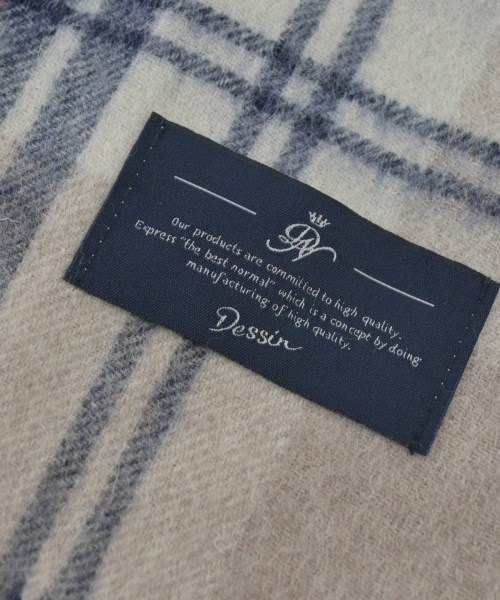 DN
Our products are committed to high quality.
Express "the best normal" which is a concept by doing
manufacturing of high quality.
Dessin